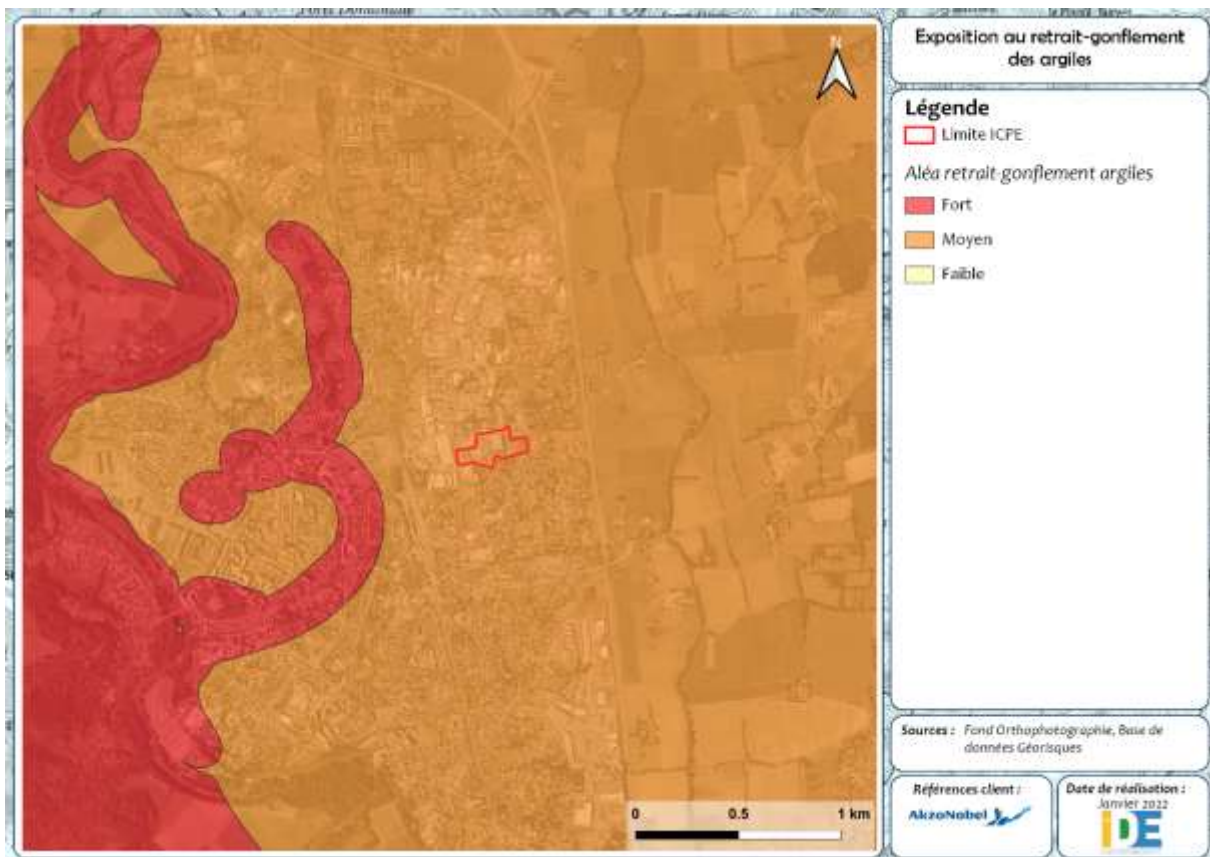 N
Exposition au retrait-gonflement
des argiles
Légende
Limite ICPE
Aléa retrait-gonflement argiles
Fort
Moyen
Faible
0 0.5 1 km
Sources : Fond Orthophotographie, Base de
données Géorisques
Références client :
AkzoNobel
Date de réalisation :
Janvier 2022
IDE